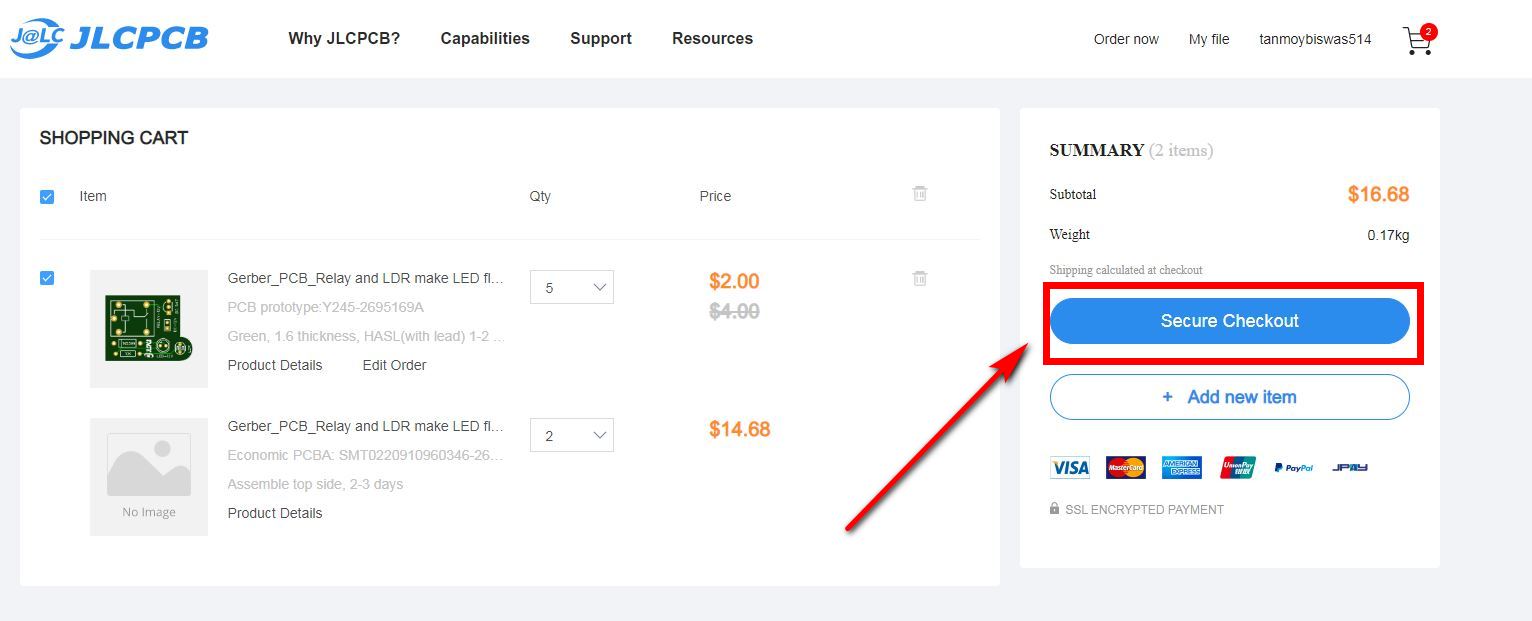 J@LC JLCPCB
Why JLCPCB? Capabilities Support Resources
Order now My file tanmoybiswas514 2
SHOPPING CART
Item Qty Price
Gerber_PCB_Relay and LDR make LED fl...
PCB prototype:Y245-2695169A
Green, 1.6 thickness, HASL(with lead) 1-2 ...
Product Details Edit Order
5
$2.00
$4.00
Gerber_PCB_Relay and LDR make LED fl...
Economic PCBA: SMT0220910960346-26...
Assemble top side, 2-3 days
Product Details
No Image
2
$14.68
SUMMARY (2 items)
Subtotal $16.68
Weight 0.17kg
Shipping calculated at checkout
Secure Checkout
+ Add new item
VISA MasterCard AMERICAN EXPRESS UnionPay 银联 PayPal JPAY
SSL ENCRYPTED PAYMENT